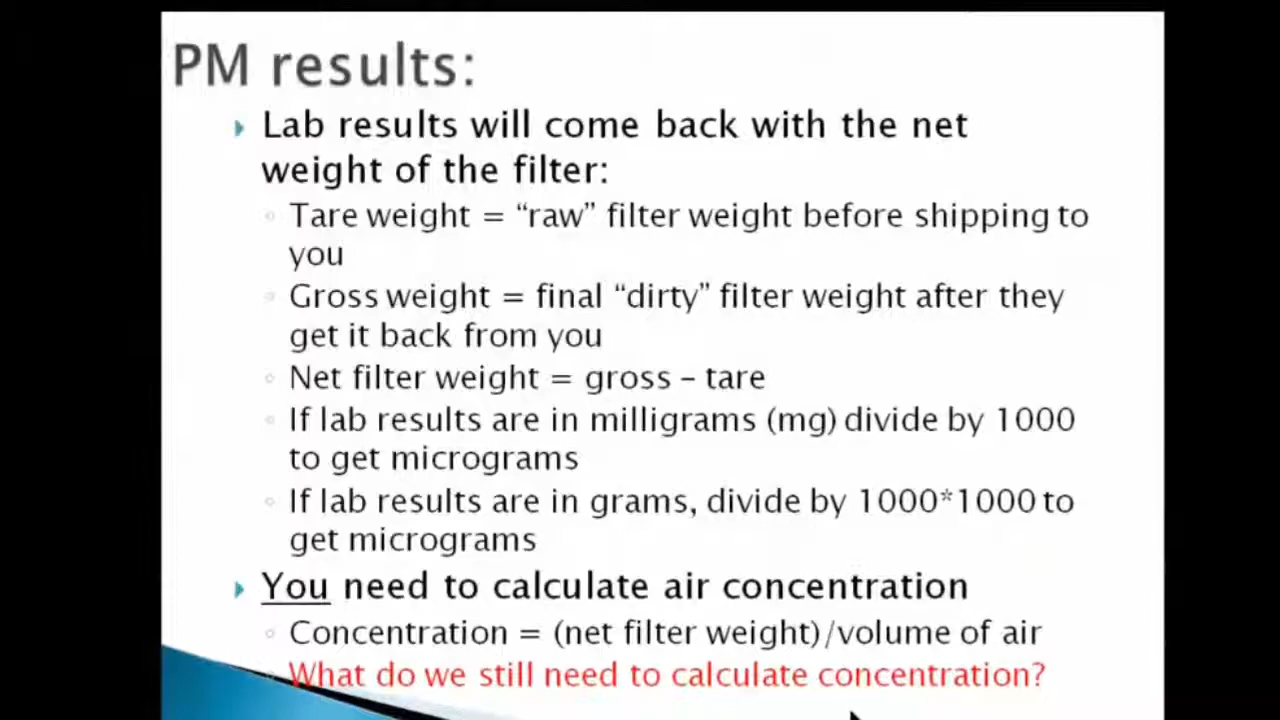 PM results:
Lab results will come back with the net
weight of the filter:
Tare weight = “raw” filter weight before shipping to
you
Gross weight = final “dirty” filter weight after they
get it back from you
Net filter weight = gross – tare
If lab results are in milligrams (mg) divide by 1000
to get micrograms
If lab results are in grams, divide by 1000*1000 to
get micrograms
You need to calculate air concentration
Concentration = (net filter weight)/volume of air
What do we still need to calculate concentration?